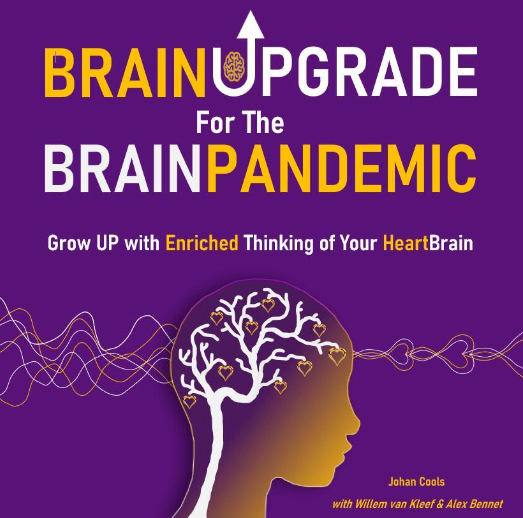 BRAINUPGRADE
For The
BRAINPANDEMIC
Grow UP with Enriched Thinking of Your HeartBrain
Johan Cools
with Willem van Kleef & Alex Bennet